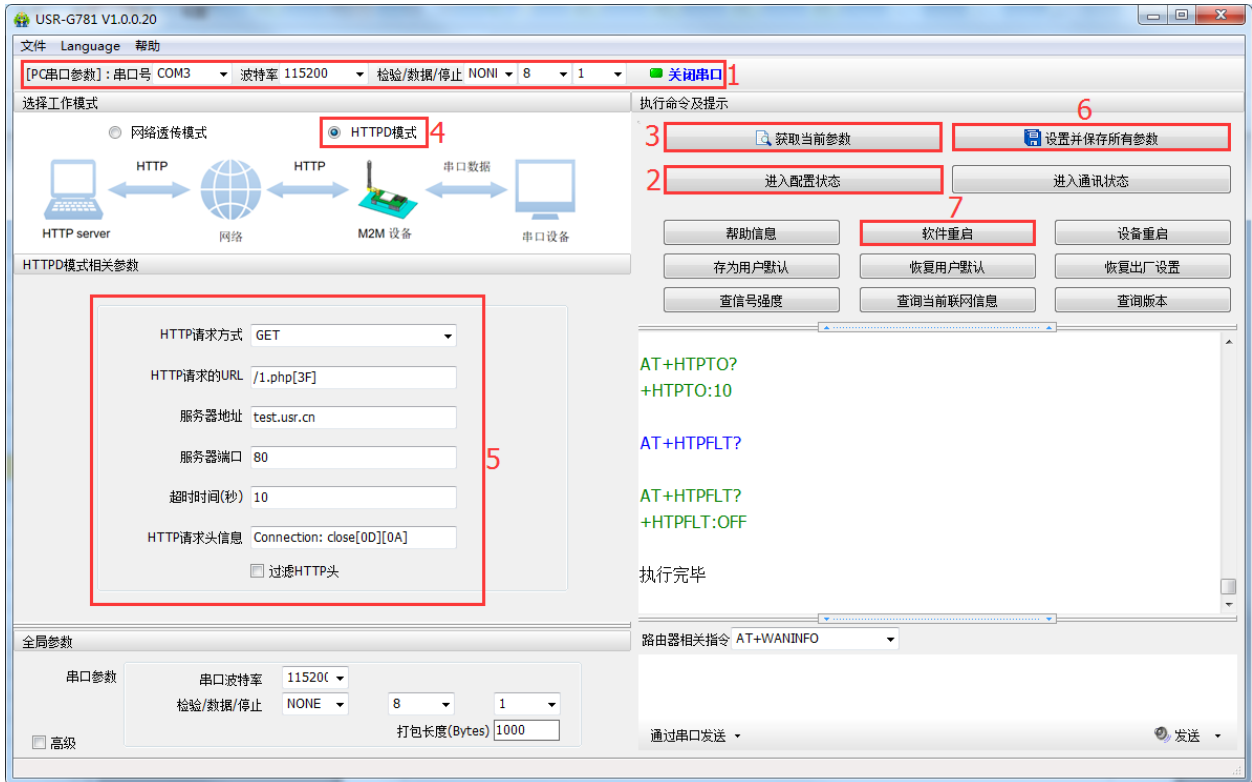 USR-G781 V1.0.0.20
文件 Language 帮助
[PC串口参数]：串口号 COM3 波特率 115200 检验/数据/停止 NONI 8 1 关闭串口 1
选择工作模式
网络透传模式 HTTPD模式 4
HTTP HTTP 串口数据
HTTP server 网络 M2M 设备 串口设备
HTTPD模式相关参数
HTTP请求方式 GET
HTTP请求的URL /1.php[3F]
服务器地址 test.usr.cn
服务器端口 80
5
超时时间(秒) 10
HTTP请求头信息 Connection: close[0D][0A]
过滤HTTP头
全局参数
串口参数 串口波特率 115200
检验/数据/停止 NONE 8 1
打包长度(Bytes) 1000
高级
执行命令及提示
6
3 获取当前参数 设置并保存所有参数
2 进入配置状态 进入通讯状态
7
帮助信息 软件重启 设备重启
存为用户默认 恢复用户默认 恢复出厂设置
查信号强度 查询当前联网信息 查询版本
AT+HTPTO?
+HTPTO:10
AT+HTPFLT?
AT+HTPFLT?
+HTPFLT:OFF
执行完毕
路由器相关指令 AT+WANINFO
通过串口发送 发送